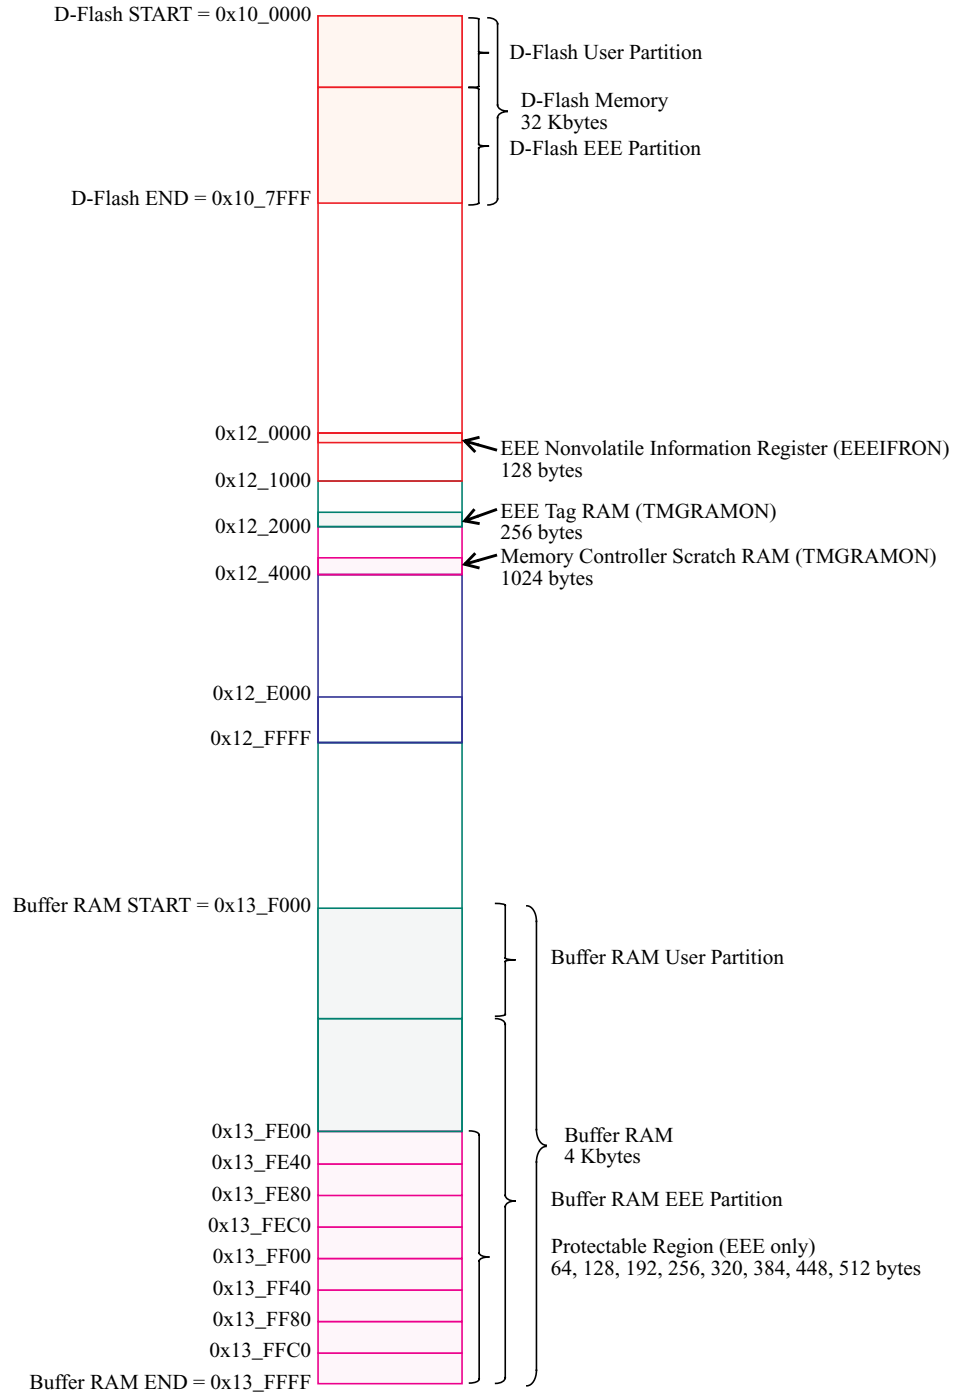 D-Flash START = 0x10_0000
D-Flash User Partition
D-Flash Memory
32 Kbytes
D-Flash EEE Partition
D-Flash END = 0x10_7FFF
0x12_0000
EEE Nonvolatile Information Register (EEEIFRON)
128 bytes
0x12_1000
EEE Tag RAM (TMGRAMON)
256 bytes
0x12_2000
Memory Controller Scratch RAM (TMGRAMON)
1024 bytes
0x12_4000
0x12_E000
0x12_FFFF
Buffer RAM START = 0x13_F000
Buffer RAM User Partition
0x13_FE00
Buffer RAM
4 Kbytes
0x13_FE40
0x13_FE80
Buffer RAM EEE Partition
0x13_FEC0
Protectable Region (EEE only)
64, 128, 192, 256, 320, 384, 448, 512 bytes
0x13_FF00
0x13_FF40
0x13_FF80
0x13_FFC0
Buffer RAM END = 0x13_FFFF